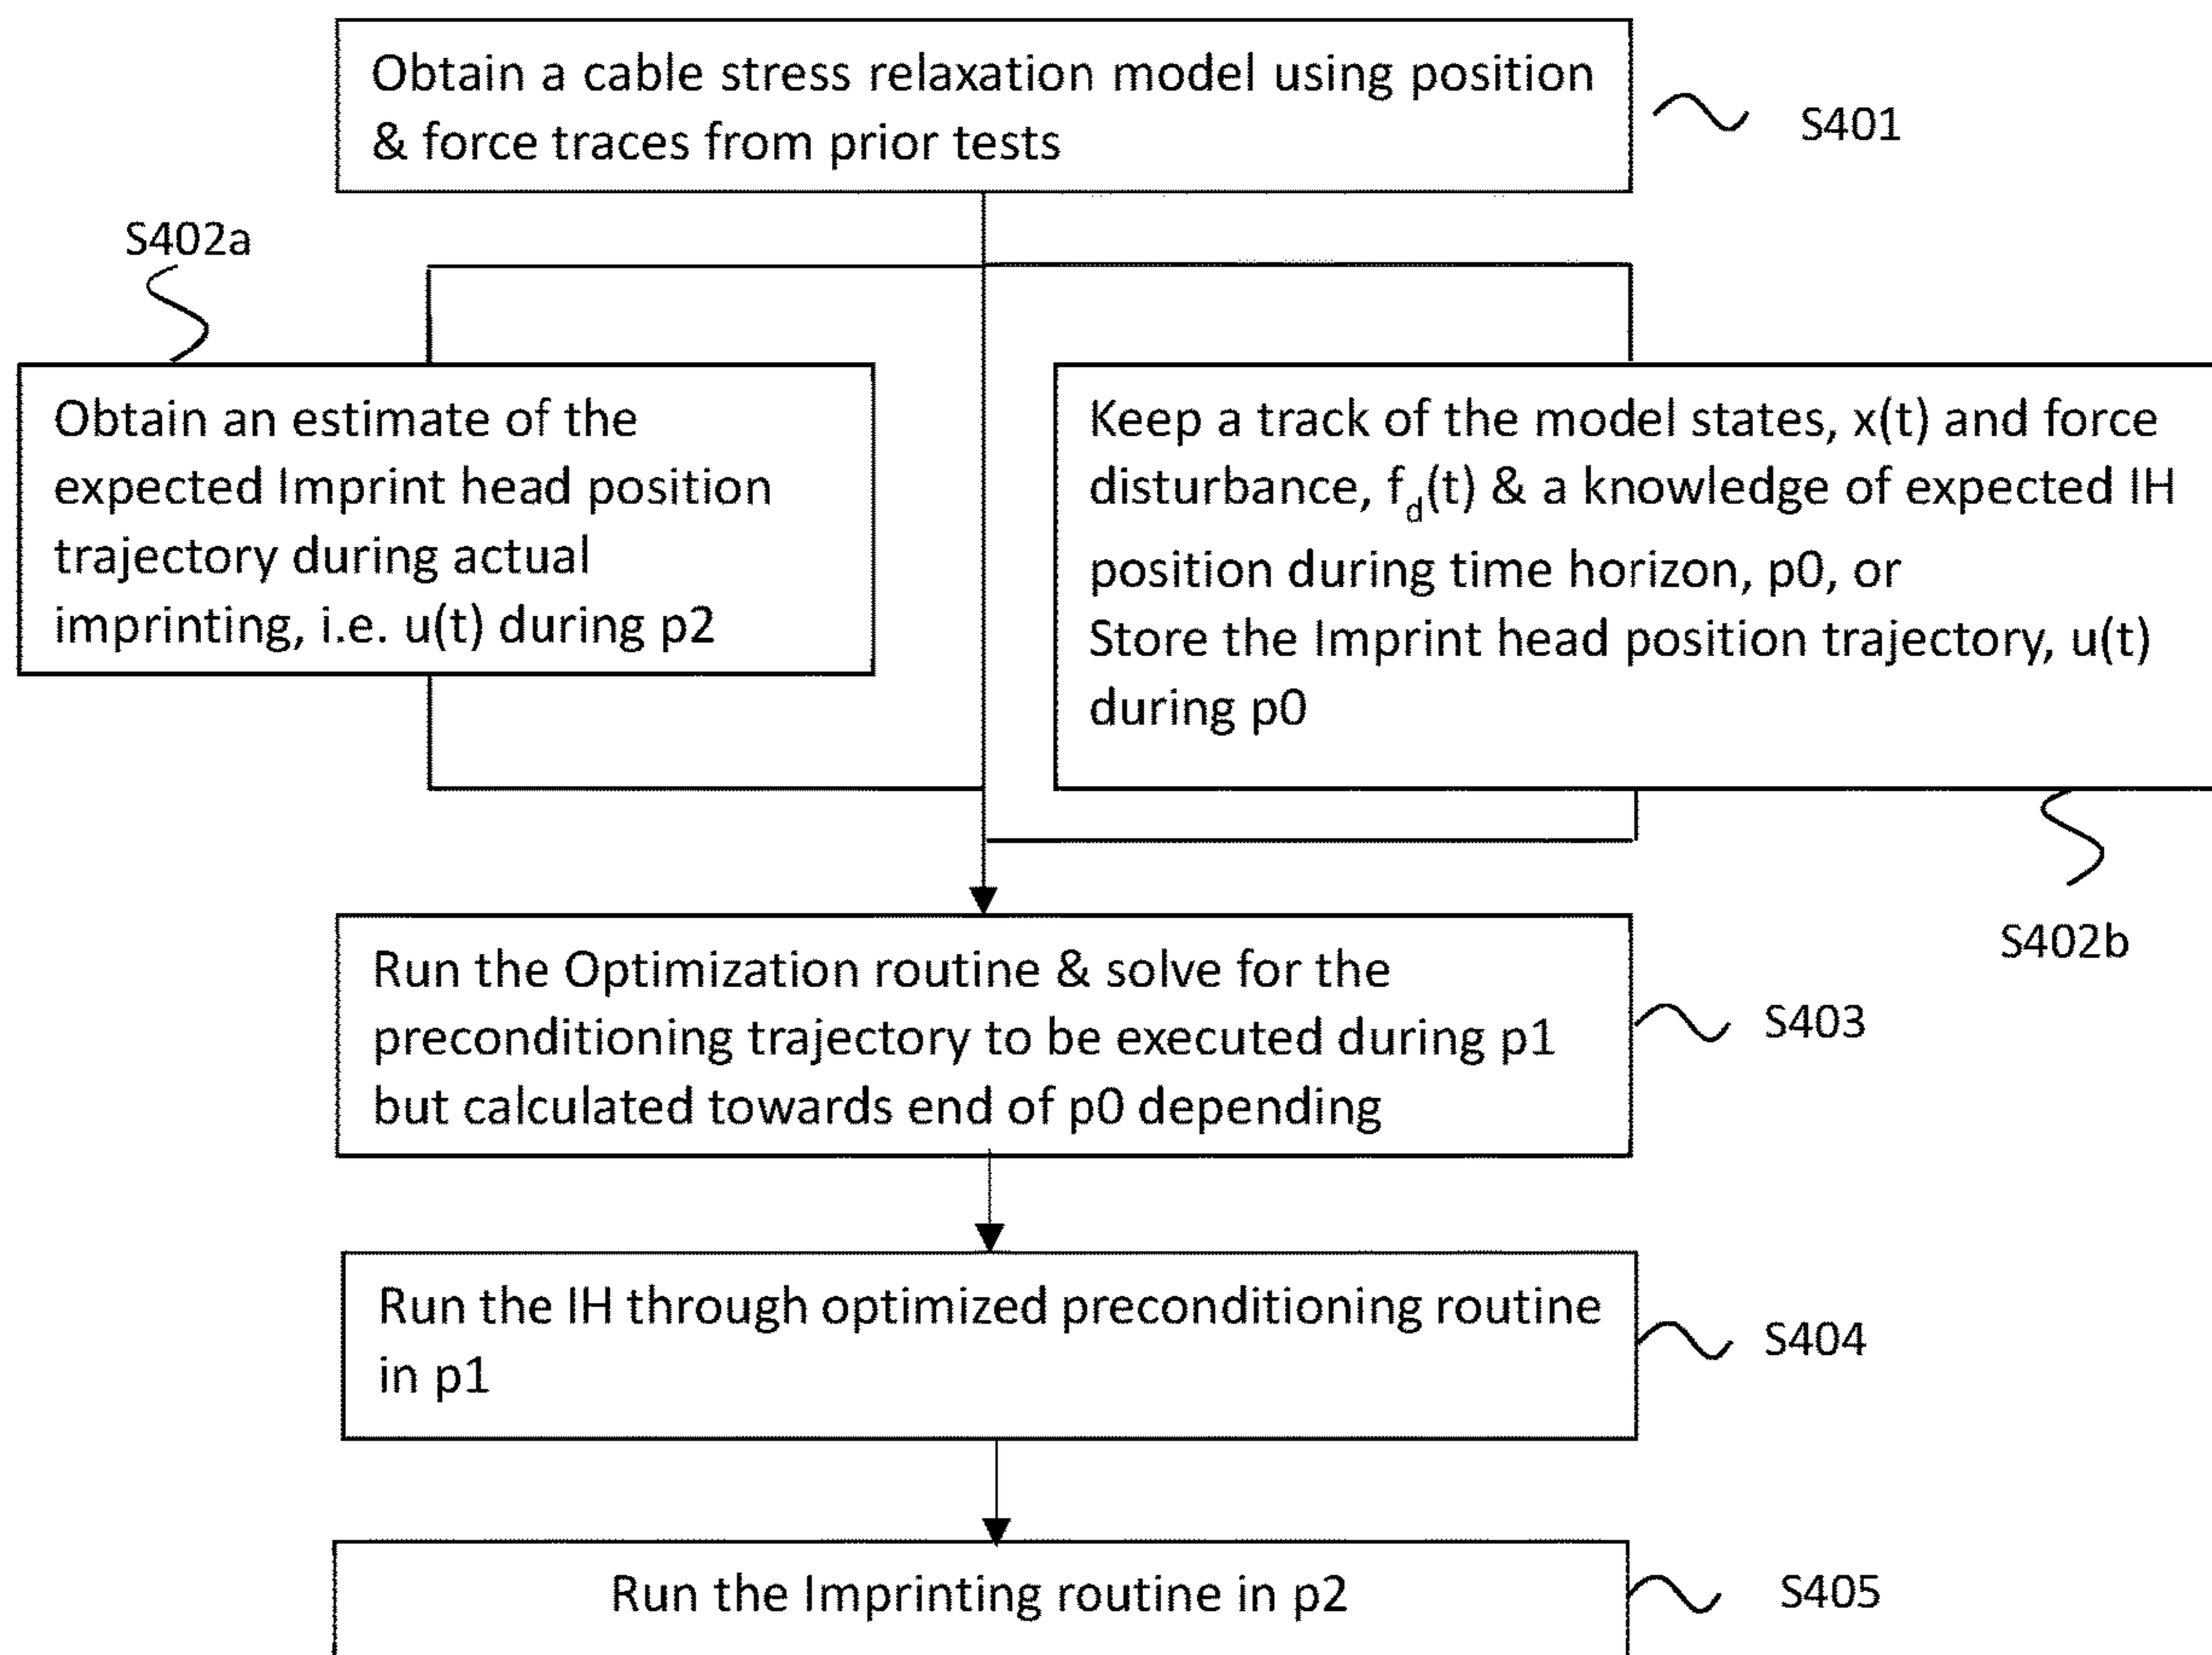 Obtain a cable stress relaxation model using position
& force traces from prior tests
S401
S402a
Obtain an estimate of the
expected Imprint head position
trajectory during actual
imprinting, i.e. u(t) during p2
Keep a track of the model states, x(t) and force
disturbance, fd(t) & a knowledge of expected IH
position during time horizon, p0, or
Store the Imprint head position trajectory, u(t)
during p0
S402b
Run the Optimization routine & solve for the
preconditioning trajectory to be executed during p1
but calculated towards end of p0 depending
S403
Run the IH through optimized preconditioning routine
in p1
S404
Run the Imprinting routine in p2
S405